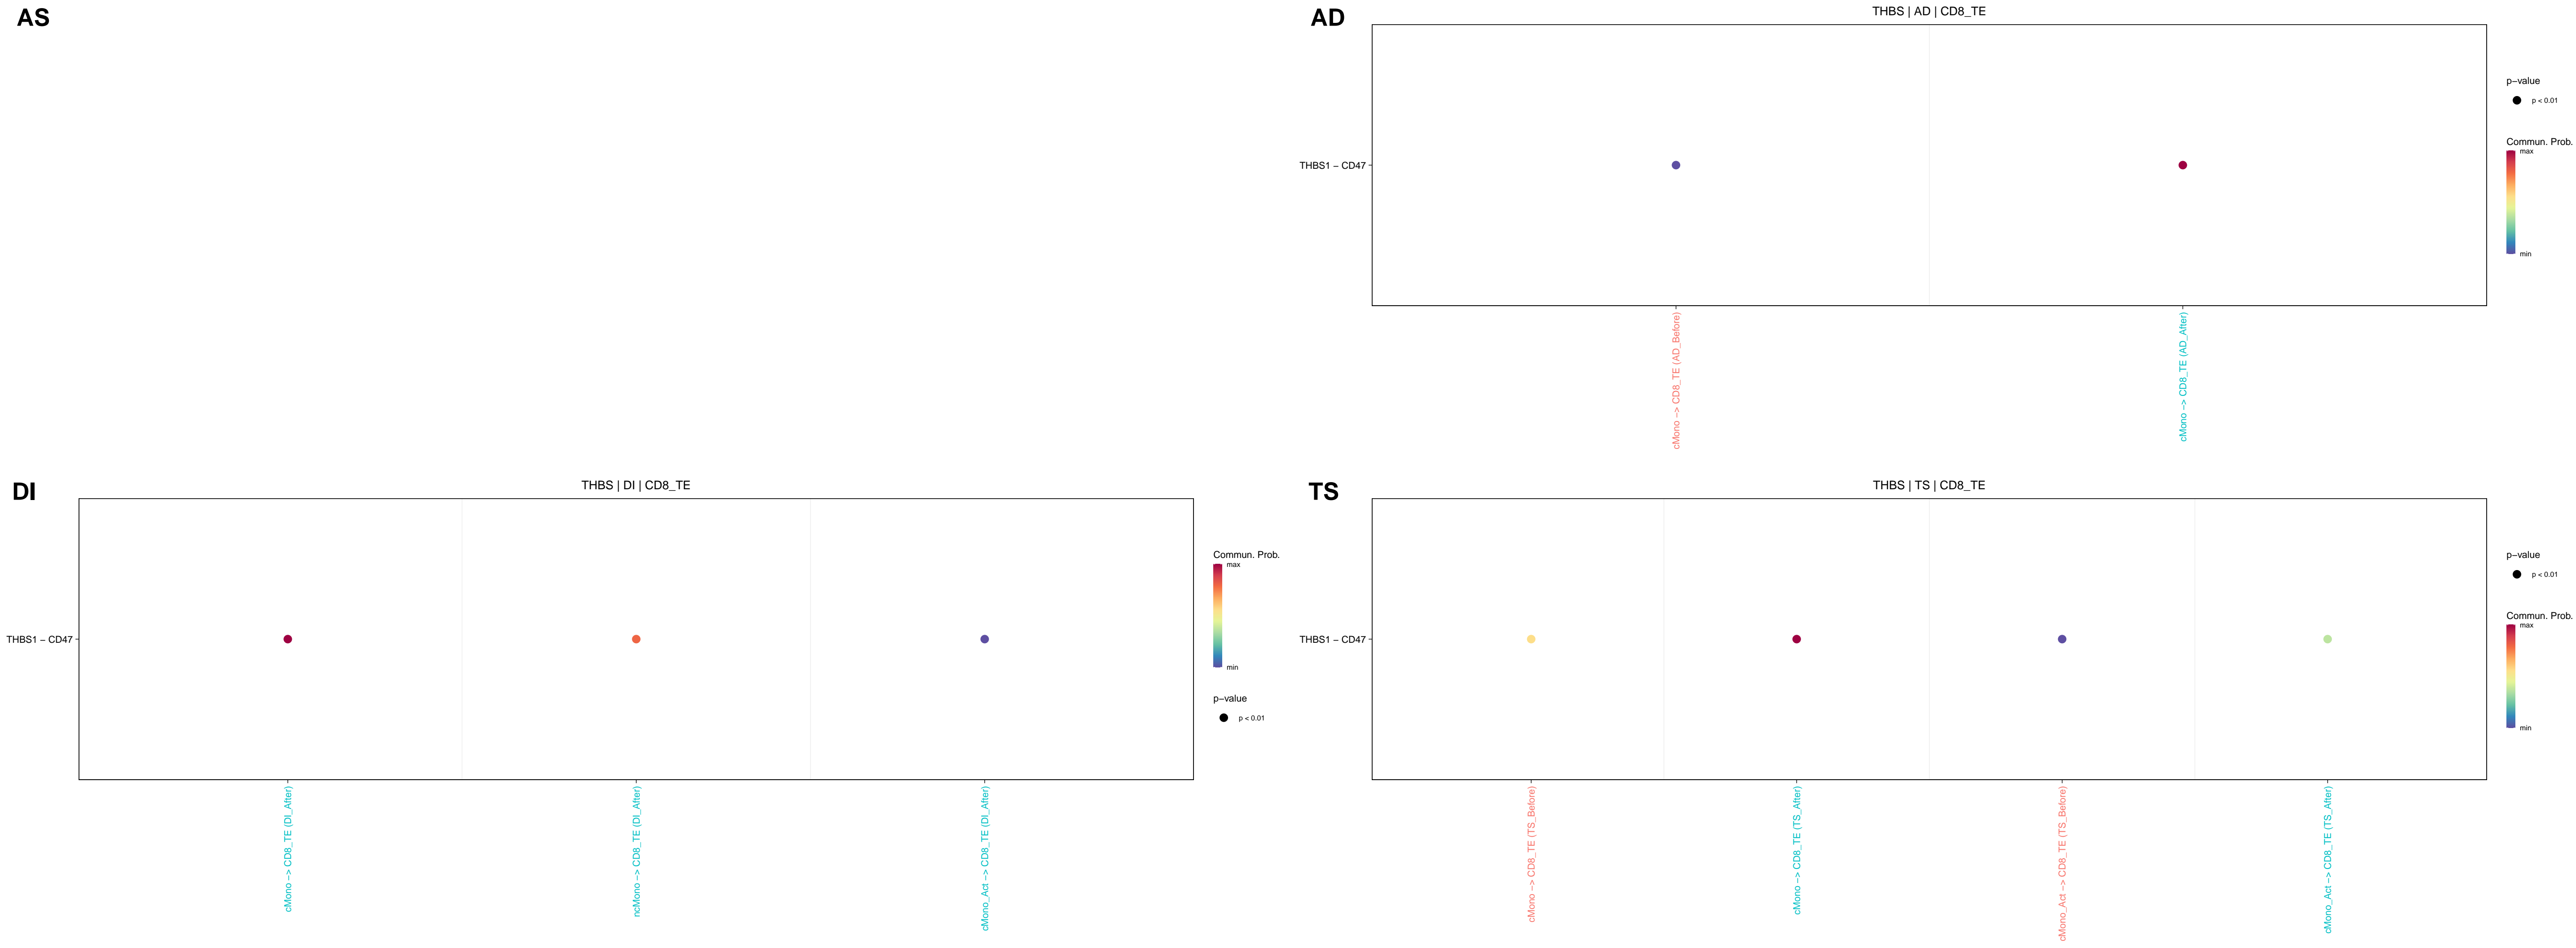 AS
AD
THBS | AD | CD8_TE
THBS1 − CD47
cMono −> CD8_TE (AD_Before)
cMono −> CD8_TE (AD_After)
p−value
p < 0.01
Commun. Prob.
max
min
DI
THBS | DI | CD8_TE
THBS1 − CD47
cMono −> CD8_TE (DI_After)
ncMono −> CD8_TE (DI_After)
cMono_Act −> CD8_TE (DI_After)
Commun. Prob.
max
min
p−value
p < 0.01
TS
THBS | TS | CD8_TE
THBS1 − CD47
cMono −> CD8_TE (TS_Before)
cMono −> CD8_TE (TS_After)
cMono_Act −> CD8_TE (TS_Before)
cMono_Act −> CD8_TE (TS_After)
p−value
p < 0.01
Commun. Prob.
max
min